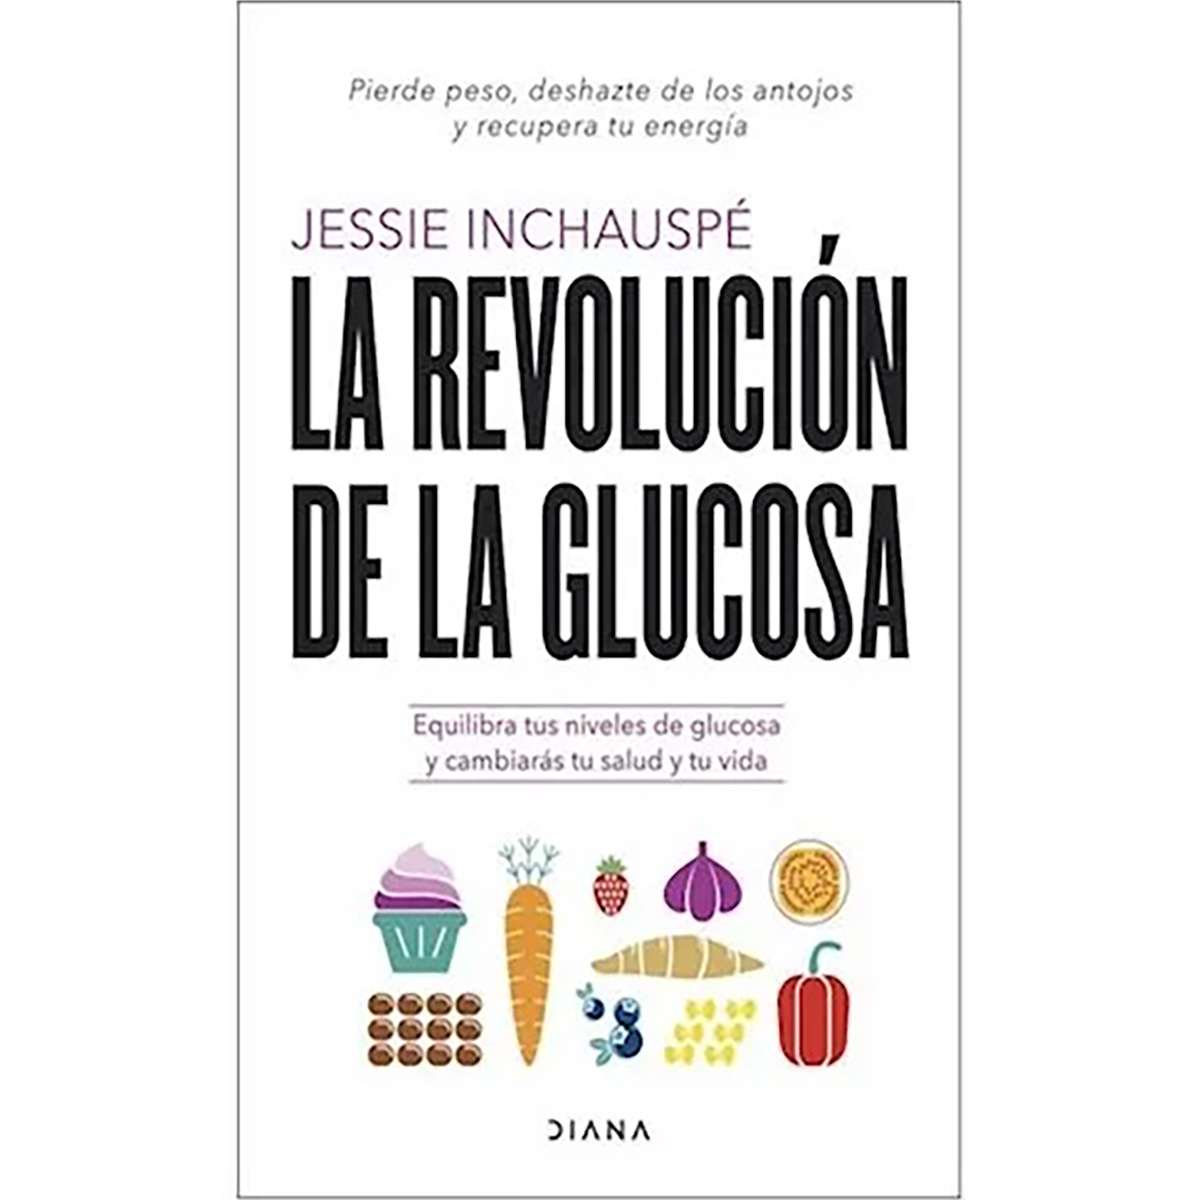 Pierde peso, deshazte de los antojos
y recupera tu energía
JESSIE INCHAUSPÉ
LA REVOLUCIÓN
DE LA GLUCOSA
Equilibra tus niveles de glucosa
y cambiarás tu salud y tu vida
DIANA